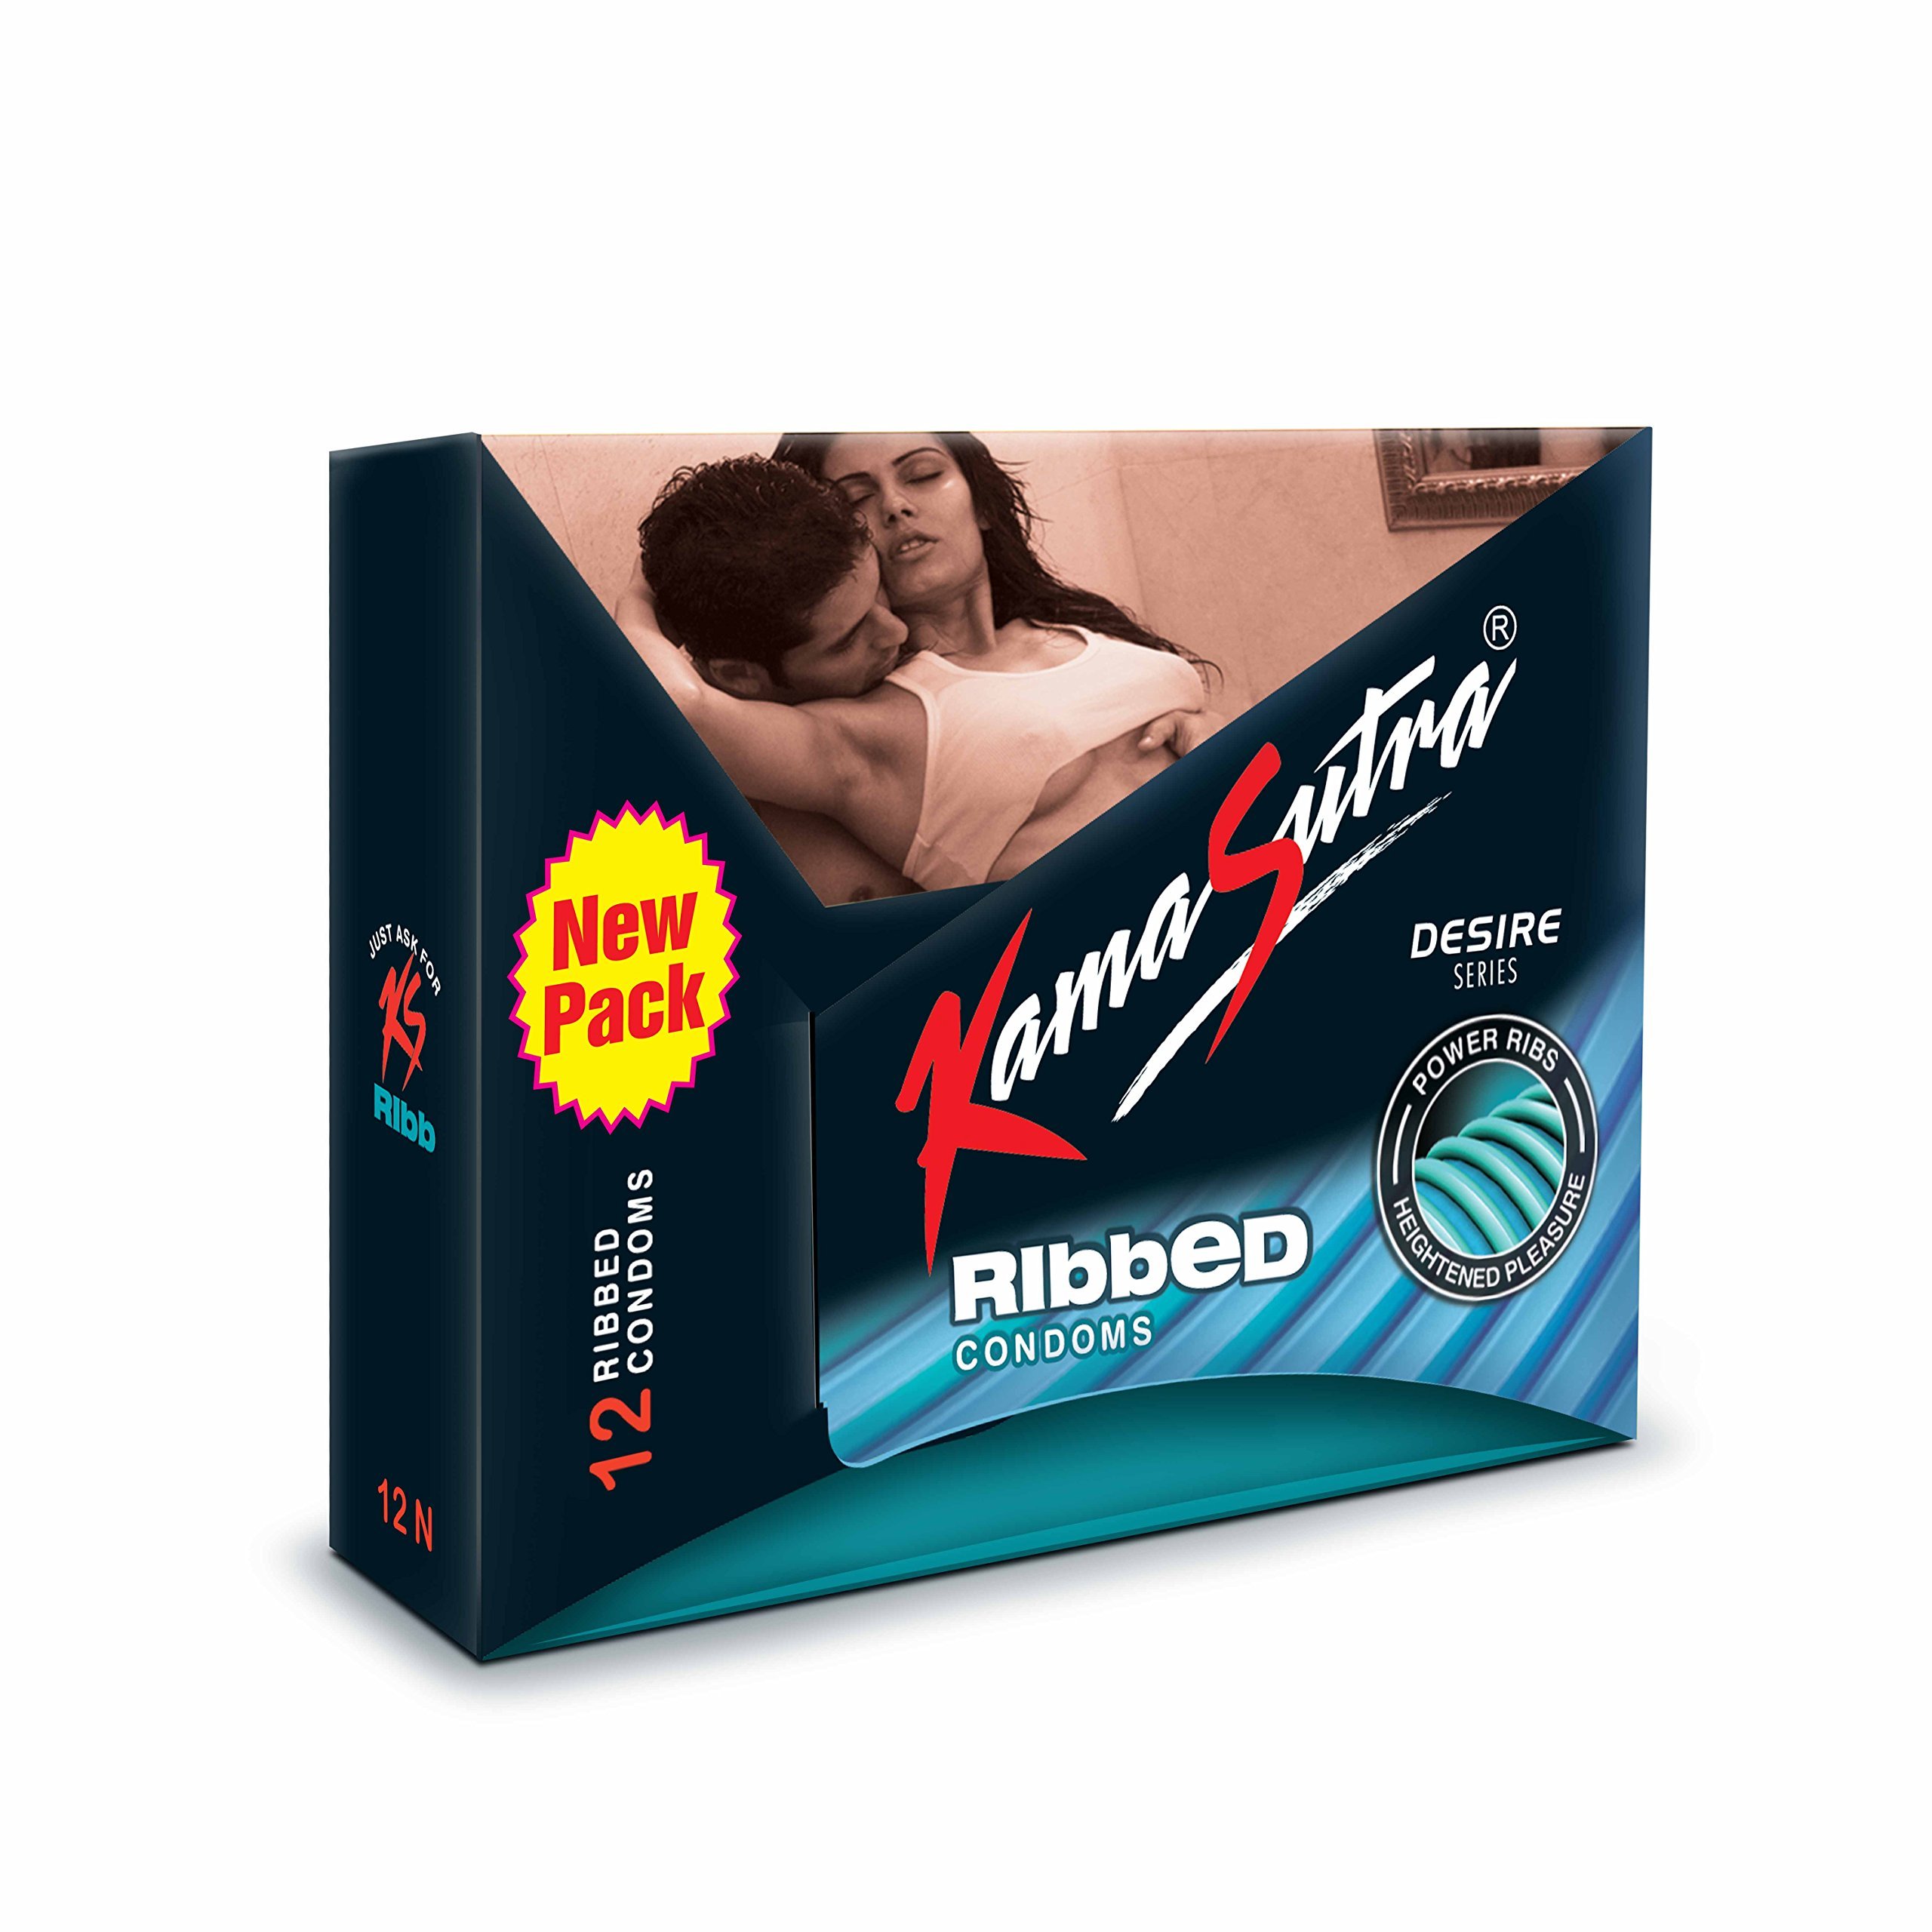 KamaSutra®
DESIRE
SERIES
POWER RIBS
HEIGHTENED PLEASURE
RIbbeD
CONDOMS
New
Pack
12 RIBBED
CONDOMS
JUST ASK FOR
KS
RIbb
12 N